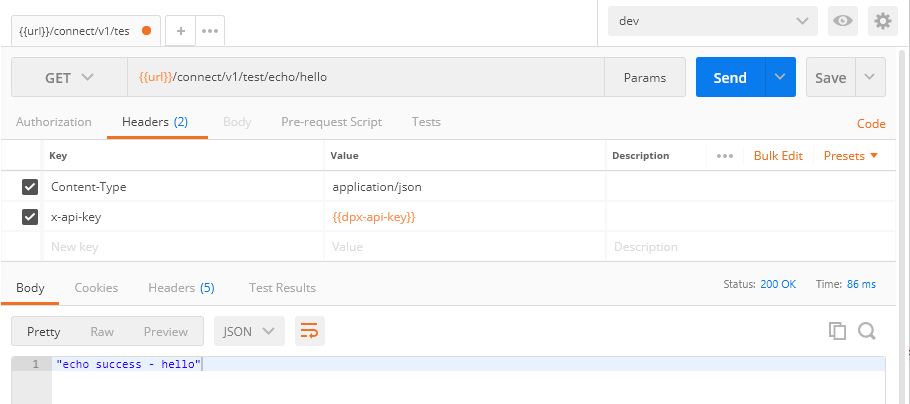 {{url}}/connect/v1/tes + ••• dev
GET {{url}}/connect/v1/test/echo/hello Params Send Save
Authorization Headers (2) Body Pre-request Script Tests Code
Key Value Description ••• Bulk Edit Presets
Content-Type application/json
x-api-key {{dpx-api-key}}
New key Value Description
Body Cookies Headers (5) Test Results Status: 200 OK Time: 86 ms
Pretty Raw Preview JSON
1 "echo success - hello"